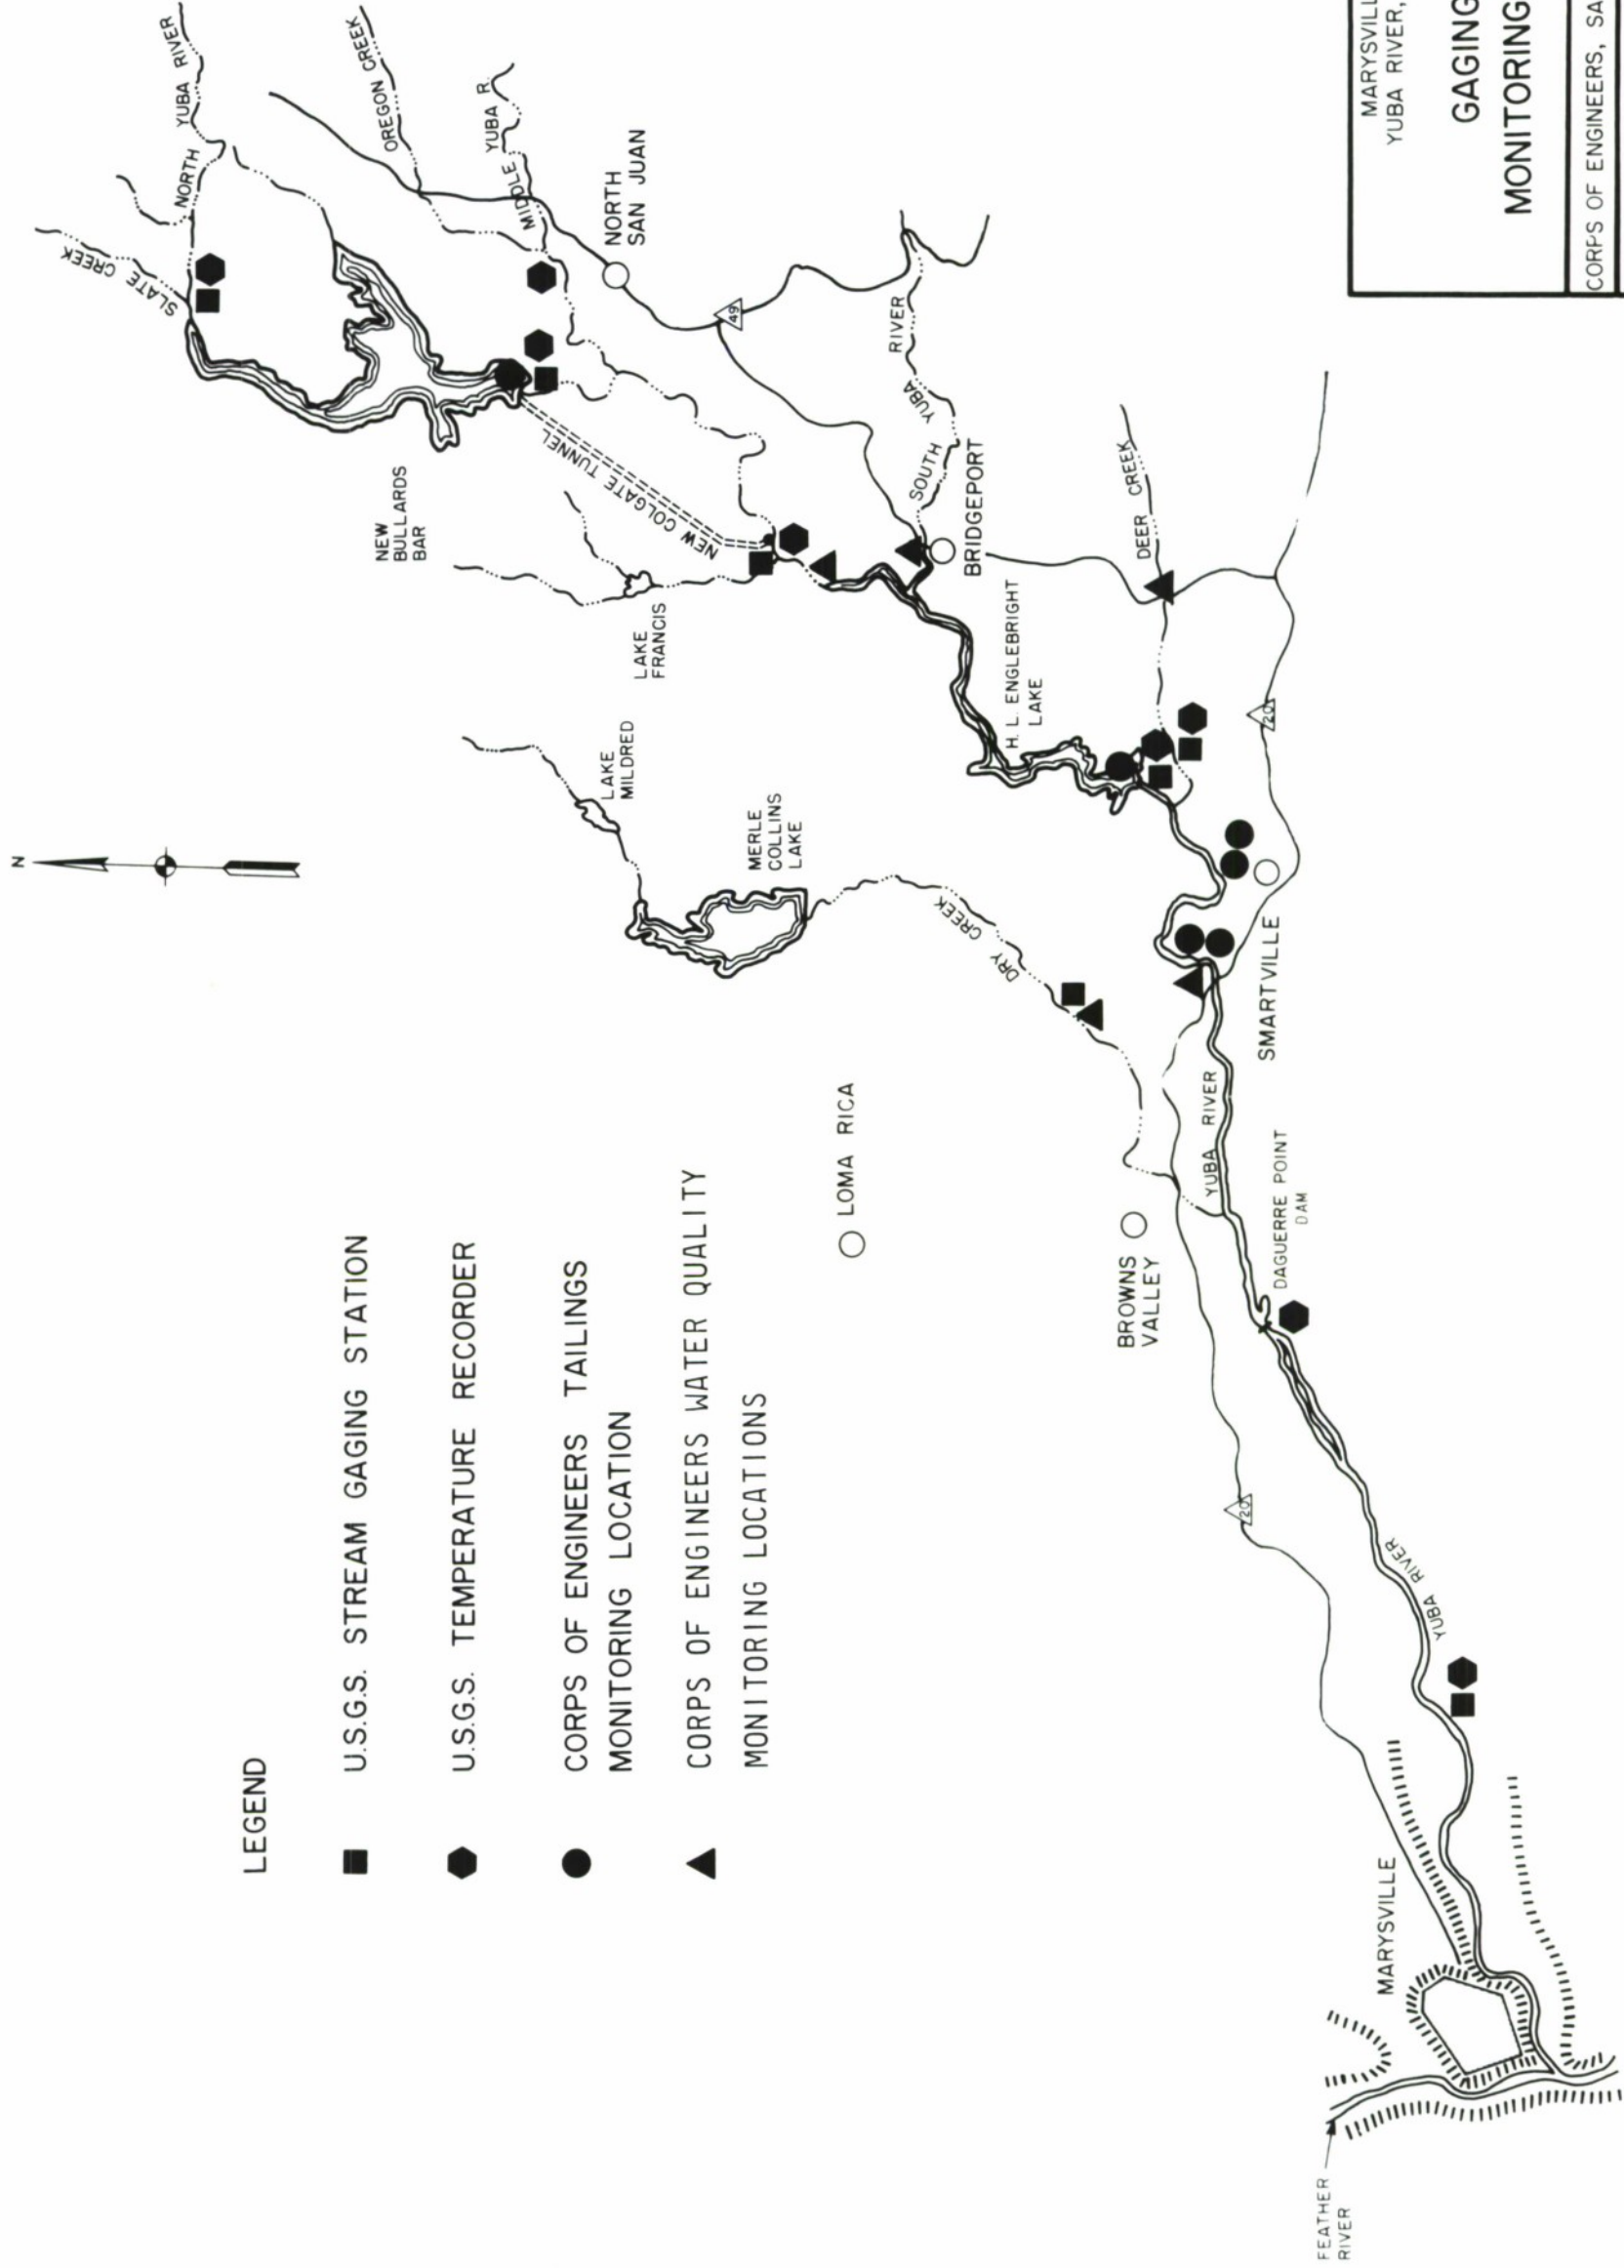 N
LEGEND
U.S.G.S. STREAM GAGING STATION
U.S.G.S. TEMPERATURE RECORDER
CORPS OF ENGINEERS TAILINGS
MONITORING LOCATION
CORPS OF ENGINEERS WATER QUALITY
MONITORING LOCATIONS
SLATE CREEK
NORTH YUBA RIVER
OREGON CREEK
MIDDLE YUBA R.
NORTH
SAN JUAN
49
NEW
BULLARDS
BAR
NEW COLGATE TUNNEL
LAKE
FRANCIS
LAKE
MILDRED
MERLE
COLLINS
LAKE
SOUTH YUBA RIVER
BRIDGEPORT
H. L. ENGLEBRIGHT
LAKE
DEER CREEK
20
DRY CREEK
LOMA RICA
SMARTVILLE
BROWNS
VALLEY
YUBA RIVER
DAGUERRE POINT
DAM
20
YUBA RIVER
MARYSVILLE
FEATHER
RIVER
MARYSVILL
YUBA RIVER,
GAGING
MONITORING
CORPS OF ENGINEERS, SA